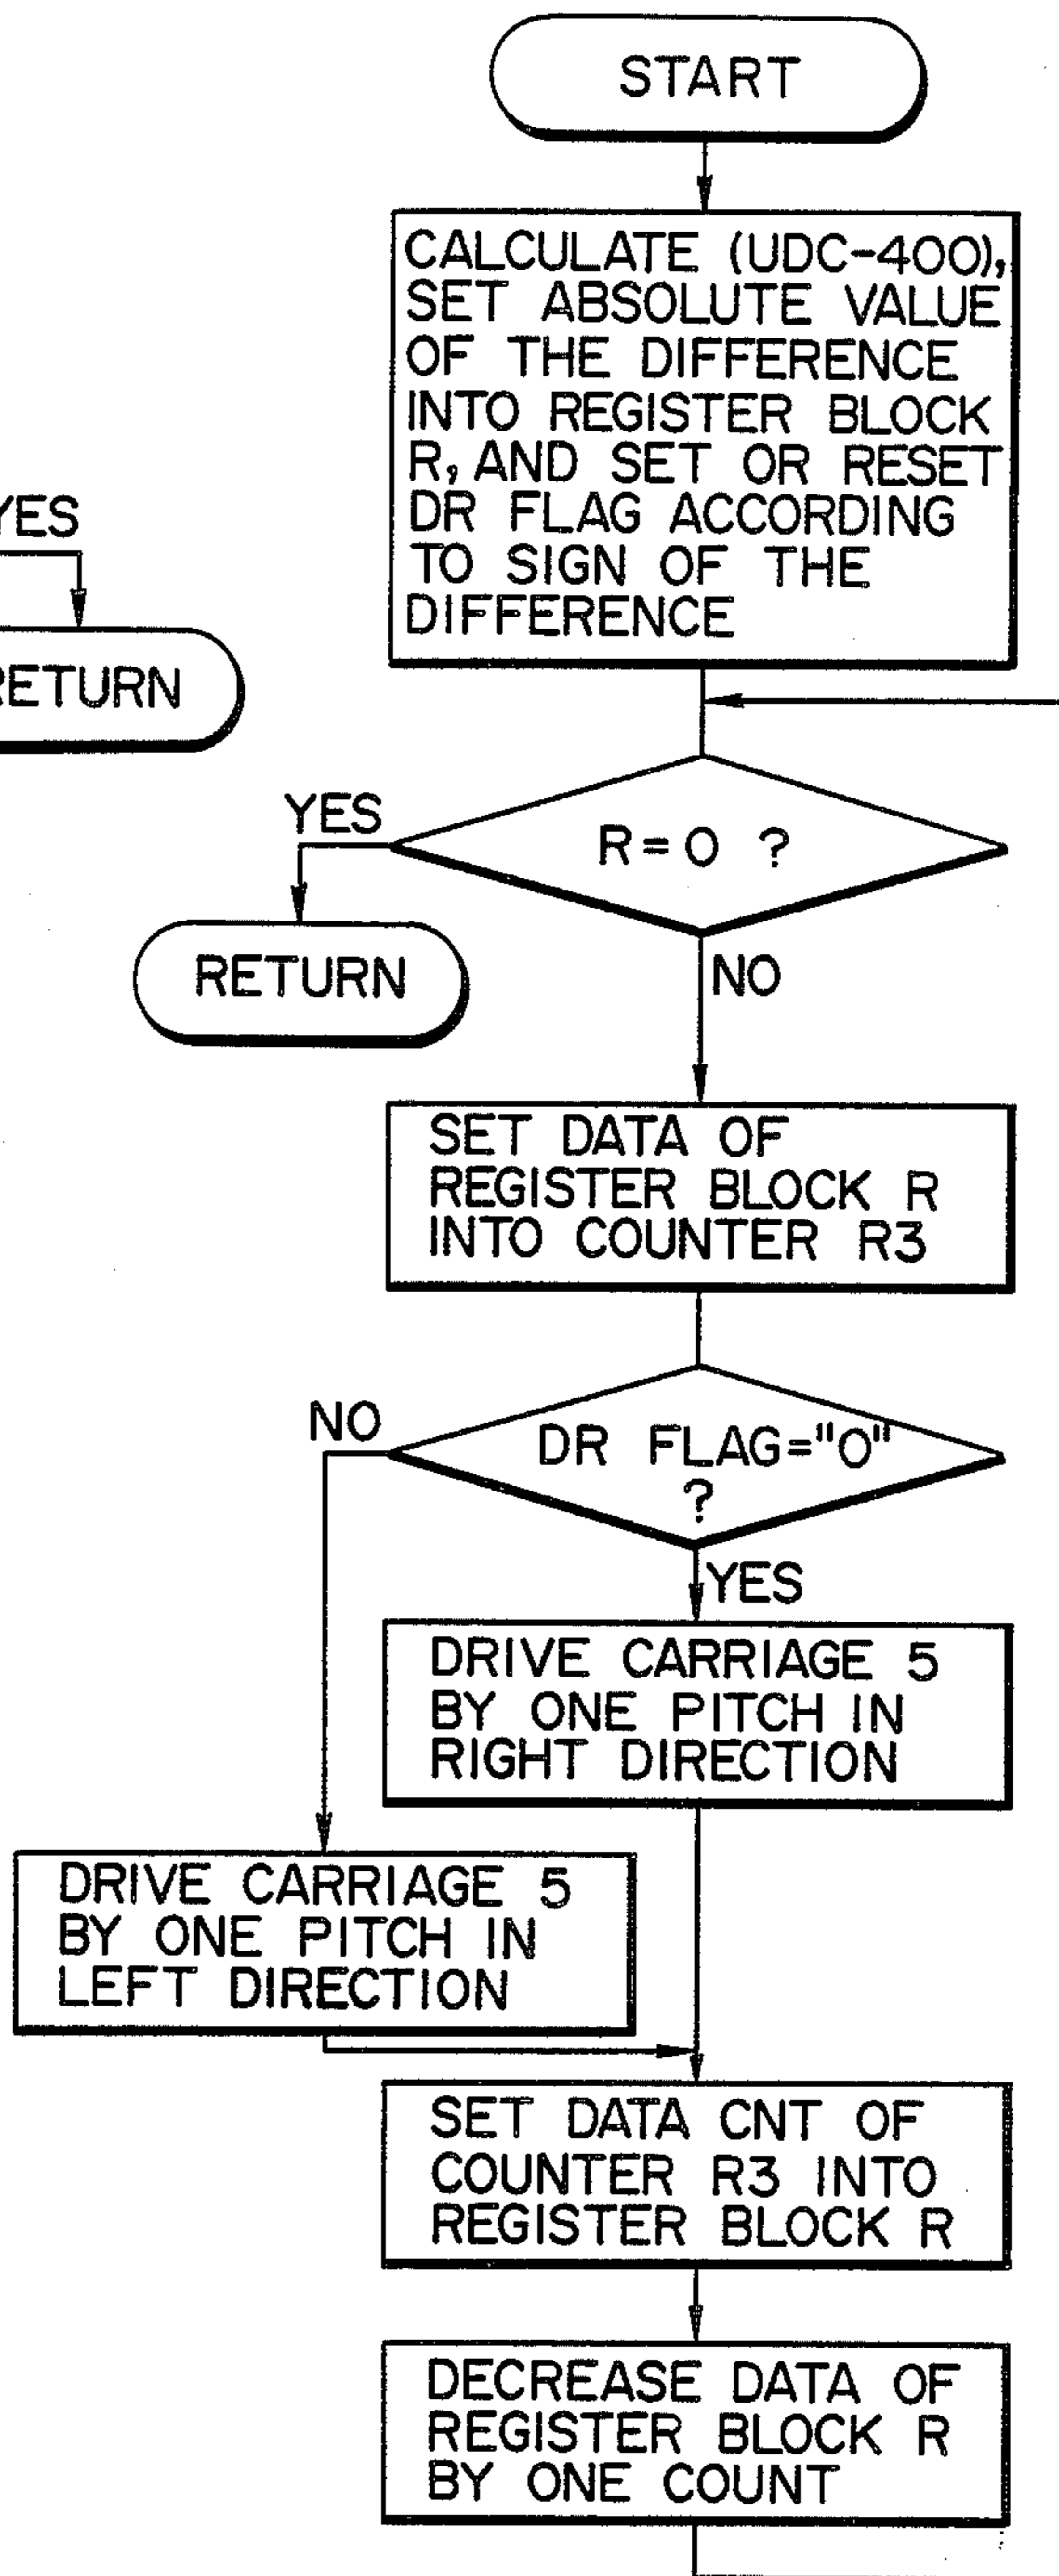 START
CALCULATE (UDC-400),
SET ABSOLUTE VALUE
OF THE DIFFERENCE
INTO REGISTER BLOCK
R, AND SET OR RESET
DR FLAG ACCORDING
TO SIGN OF THE
DIFFERENCE
YES
RETURN
YES
R=0 ?
RETURN
NO
SET DATA OF
REGISTER BLOCK R
INTO COUNTER R3
NO
DR FLAG="0"
?
YES
DRIVE CARRIAGE 5
BY ONE PITCH IN
RIGHT DIRECTION
DRIVE CARRIAGE 5
BY ONE PITCH IN
LEFT DIRECTION
SET DATA CNT OF
COUNTER R3 INTO
REGISTER BLOCK R
DECREASE DATA OF
REGISTER BLOCK R
BY ONE COUNT